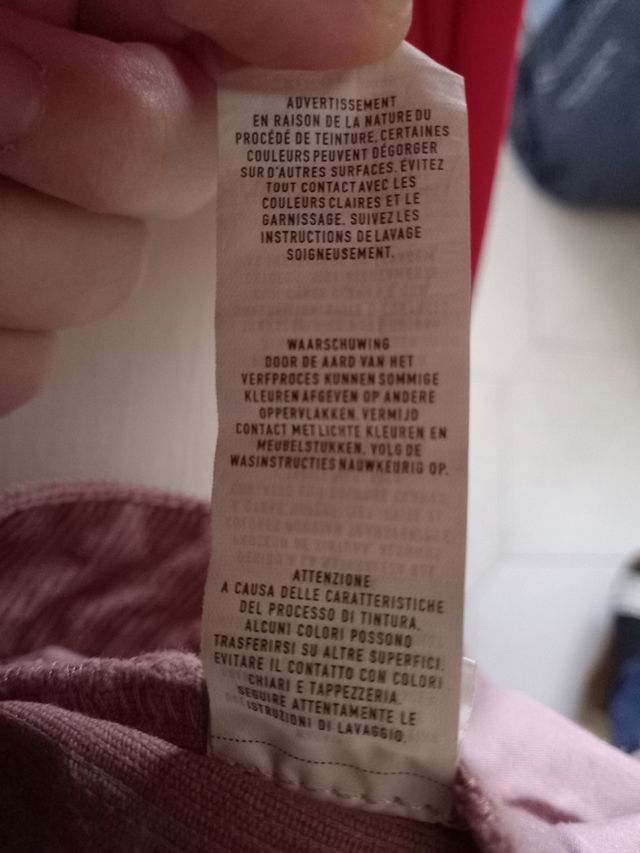 ADVERTISSEMENT
EN RAISON DE LA NATURE DU
PROCÉDÉ DE TEINTURE, CERTAINES
COULEURS PEUVENT DÉGORGER
SUR D'AUTRES SURFACES. ÉVITEZ
TOUT CONTACT AVEC LES
COULEURS CLAIRES ET LE
GARNISSAGE. SUIVEZ LES
INSTRUCTIONS DE LAVAGE
SOIGNEUSEMENT.
WAARSCHUWING
DOOR DE AARD VAN HET
VERFPROCES KUNNEN SOMMIGE
KLEUREN AFGEVEN OP ANDERE
OPPERVLAKKEN. VERMIJD
CONTACT MET LICHTE KLEUREN EN
MEUBELSTUKKEN. VOLG DE
WASINSTRUCTIES NAUWKEURIG OP.
ATTENZIONE
A CAUSA DELLE CARATTERISTICHE
DEL PROCESSO DI TINTURA,
ALCUNI COLORI POSSONO
TRASFERIRSI SU ALTRE SUPERFICI.
EVITARE IL CONTATTO CON COLORI
CHIARI E TAPPEZZERIA.
SEGUIRE ATTENTAMENTE LE
ISTRUZIONI DI LAVAGGIO.